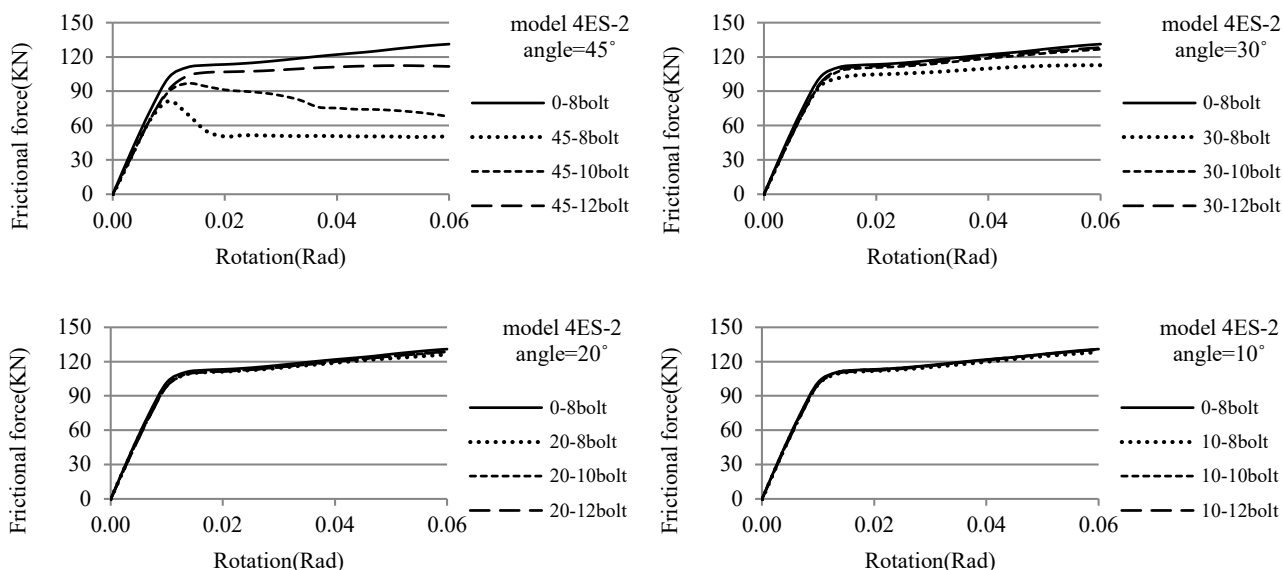 model 4ES-2
angle=45˚
Frictional force(KN)
150
120
90
60
30
0
0.00 0.02 0.04 0.06
Rotation(Rad)
0-8bolt
45-8bolt
45-10bolt
45-12bolt
model 4ES-2
angle=30˚
Frictional force(KN)
150
120
90
60
30
0
0.00 0.02 0.04 0.06
Rotation(Rad)
0-8bolt
30-8bolt
30-10bolt
30-12bolt
model 4ES-2
angle=20˚
Frictional force(KN)
150
120
90
60
30
0
0.00 0.02 0.04 0.06
Rotation(Rad)
0-8bolt
20-8bolt
20-10bolt
20-12bolt
model 4ES-2
angle=10˚
Frictional force(KN)
150
120
90
60
30
0
0.00 0.02 0.04 0.06
Rotation(Rad)
0-8bolt
10-8bolt
10-10bolt
10-12bolt